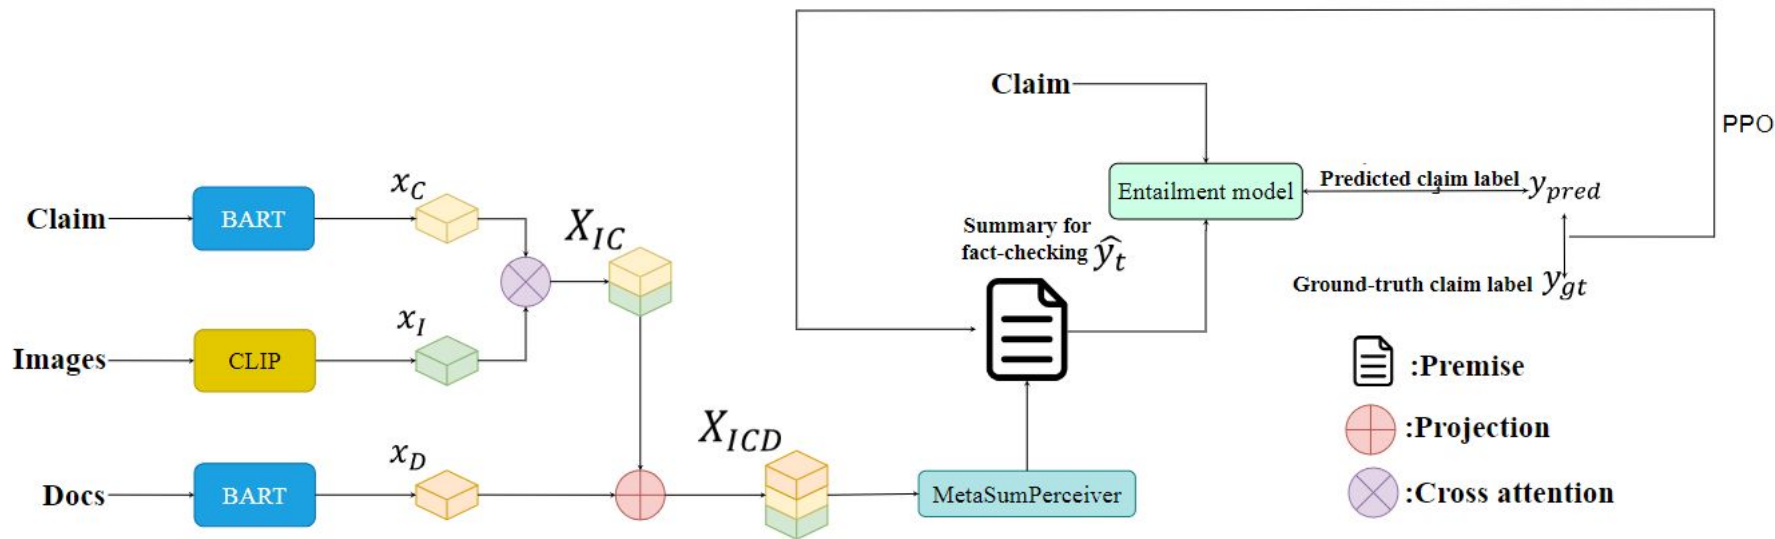 Claim
BART
x_C
X_IC
Images
CLIP
x_I
Docs
BART
x_D
X_ICD
MetaSumPerceiver
Summary for
fact-checking ŷ_t
Claim
Entailment model
Predicted claim label y_pred
Ground-truth claim label y_gt
PPO
:Premise
:Projection
:Cross attention